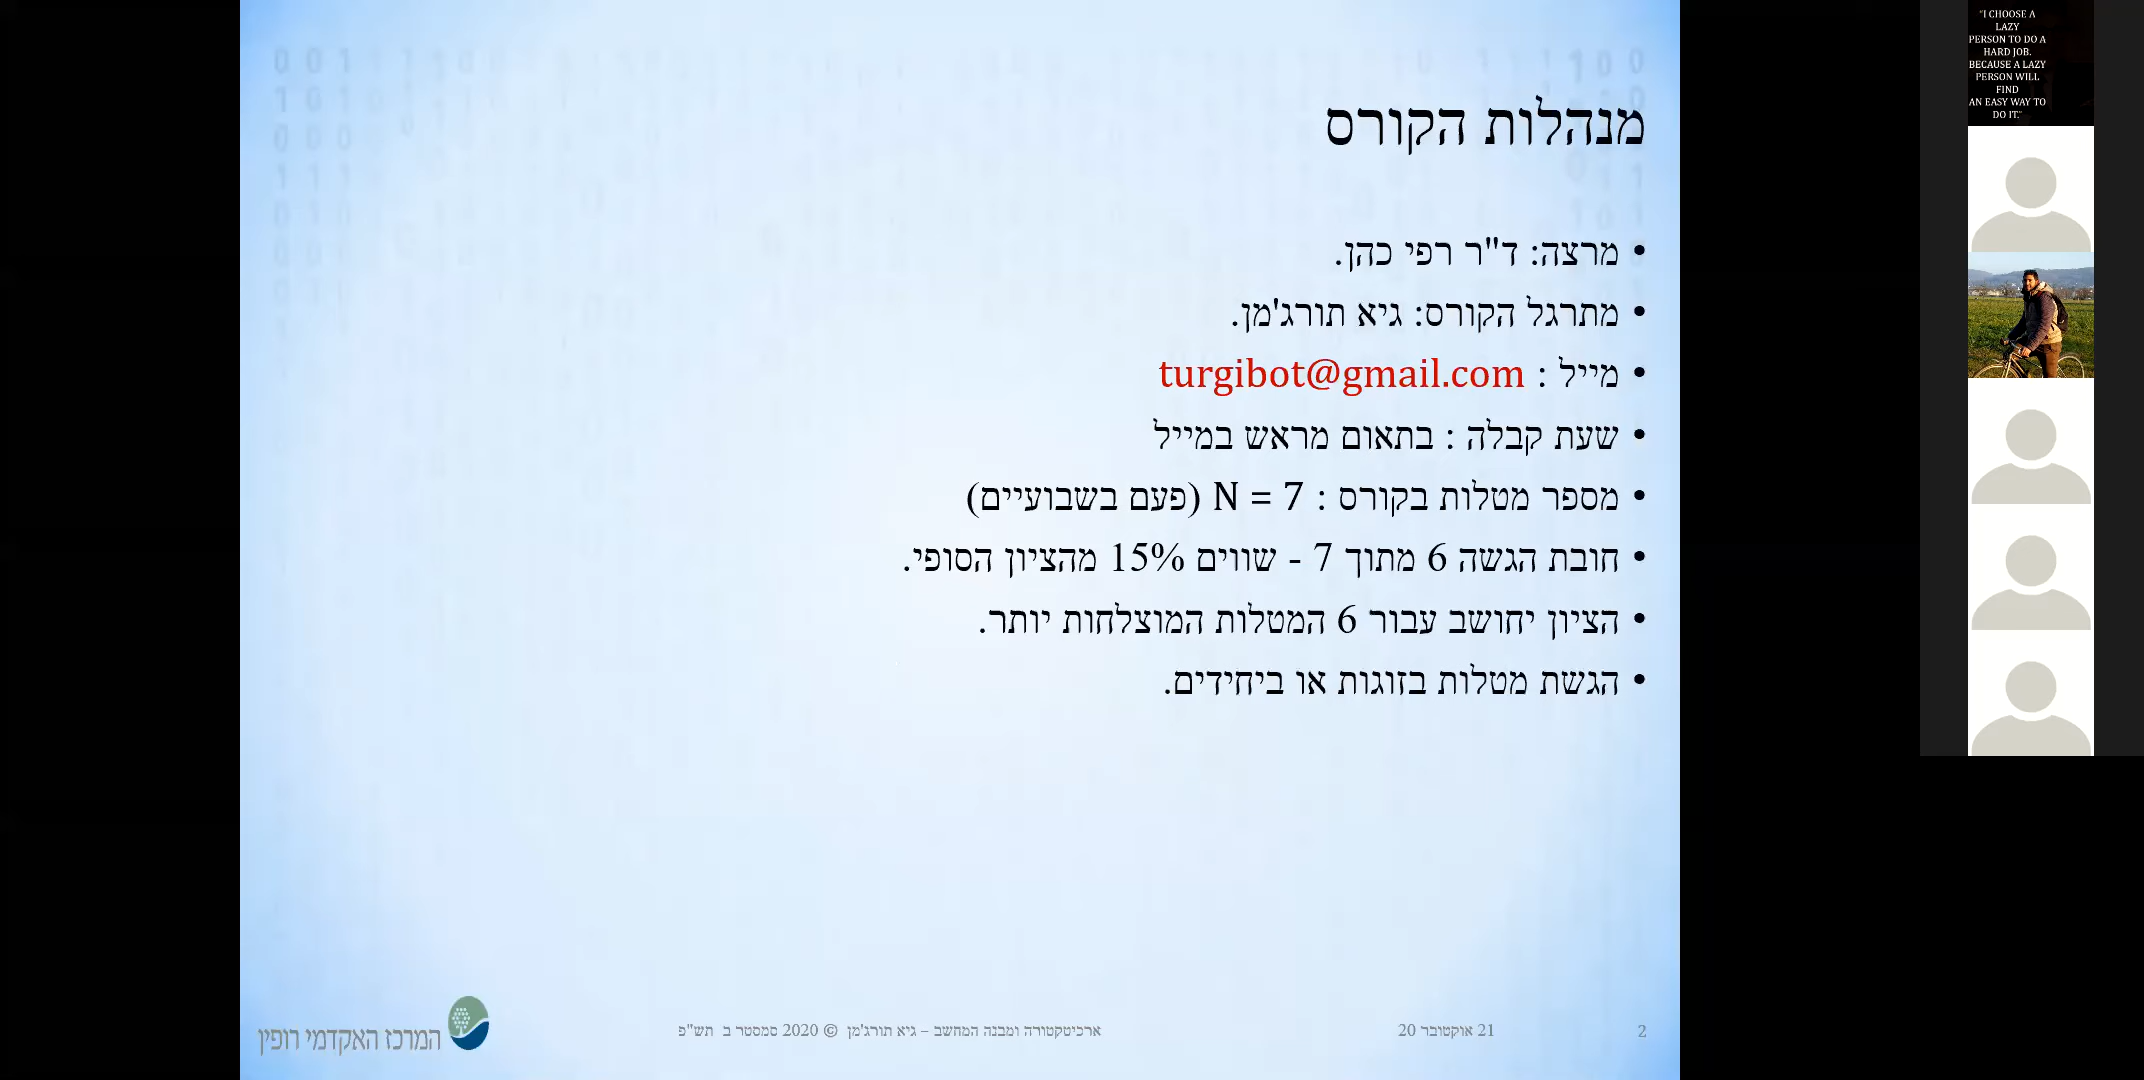 מנהלות הקורס
• מרצה: ד"ר רפי כהן.
• מתרגל הקורס: גיא תורג'מן.
• מייל : turgibot@gmail.com
• שעת קבלה : בתאום מראש במייל
• מספר מטלות בקורס : N = 7 (פעם בשבועיים)
• חובת הגשה 6 מתוך 7 - שווים 15% מהציון הסופי.
• הציון יחושב עבור 6 המטלות המוצלחות יותר.
• הגשת מטלות בזוגות או ביחידים.
2
21 אוקטובר 20
ארכיטקטורה ומבנה המחשב – גיא תורג'מן © 2020 סמסטר ב תש"פ
המרכז האקדמי רופין
"I CHOOSE A
LAZY
PERSON TO DO A
HARD JOB.
BECAUSE A LAZY
PERSON WILL
FIND
AN EASY WAY TO
DO IT."